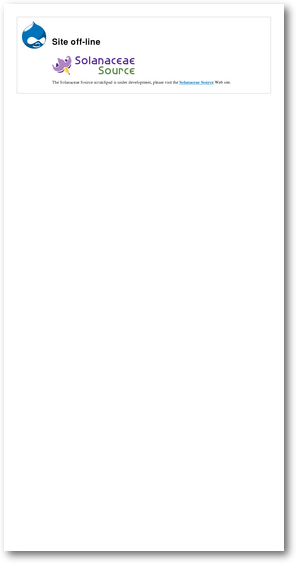 Site off-line
Solanaceae
Source
The Solanaceae Source scratchpad is under development, please visit the Solanaceae Source Web site.